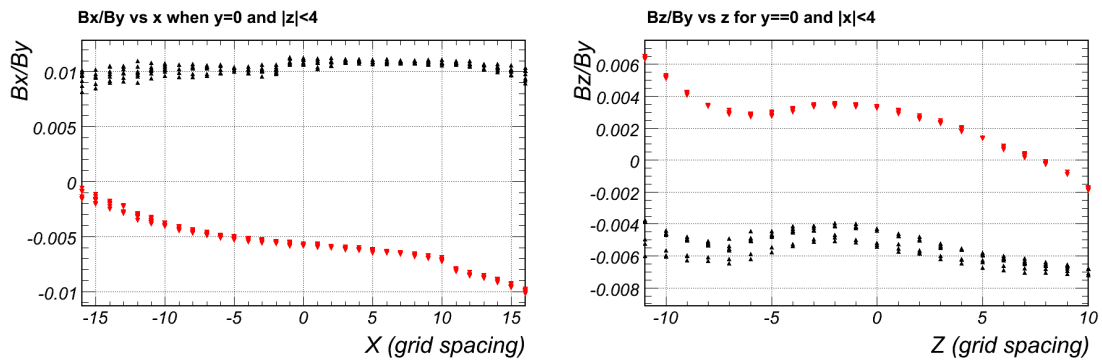 Bx/By vs x when y=0 and |z|<4
Bx/By
0.01
0.005
0
-0.005
-0.01
-15 -10 -5 0 5 10 15
X (grid spacing)
Bz/By vs z for y==0 and |x|<4
Bz/By
0.006
0.004
0.002
0
-0.002
-0.004
-0.006
-0.008
-10 -5 0 5 10
Z (grid spacing)